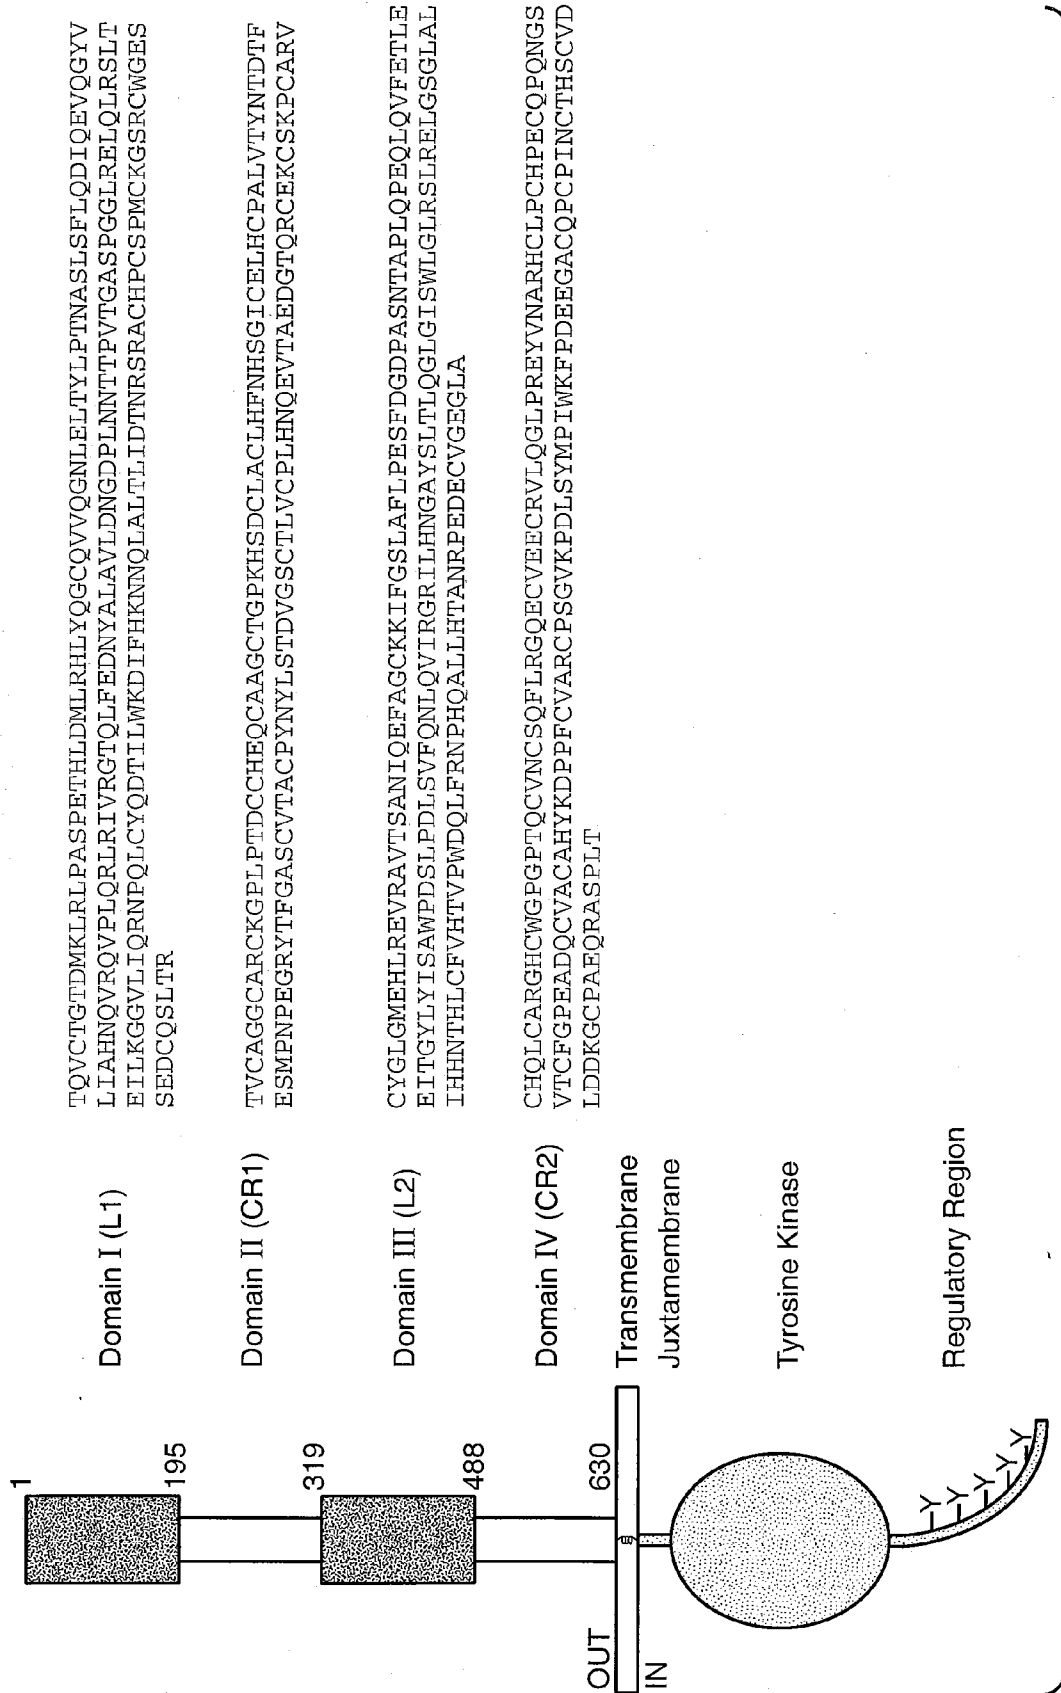 1
Domain I (L1)
TQVCTGTDMKLRLPASPETHLDMLRHLYQGCQVVQGNLELTYLPTNASLSFLQDIQEVQGYV
LIAHNQVRQVPLQRLRIVRGTQLFEDNYALAVLDNGDPLNNTTPVTGASPGGLRELQLRSLT
EILKGGVLIQRNPQLCYQDTILWKDIFHKNNQLALTLIDTNRSRACHPCSPMCKGSRCWGES
SEDCQSLTR
195
Domain II (CR1)
TVCAGGCARCKGPLPTDCCHEQCAAGCTGPKHSDCLACLHFNHSGICELHCPALVTYNTDTF
ESMPNPEGRYTFGASCVTACPYNYLSTDVGSCTLVCPLHNQEVTAEDGTQRCEKCSKPCARV
319
Domain III (L2)
CYGLGMEHLREVRAVTSANIQEFAGCKKIFGSLAFLPESFDGDPASNTAPLQPEQLQVFETLE
EITGYLYISAWPDSLPDLSVFQNLQVIRGRILHNGAYSLTLQGLGISWLGLRSLRELGSGLAL
IHHNTHLCFVHTVPWDQLFRNPHQALLHTANRPEDECVGEGLA
488
Domain IV (CR2)
CHQLCARGHCWGPGPTQCVNCSQFLRGQECVEECRVLQGLPREYVNARHCLPCHPECQPQNGS
VTCFGPEADQCVACAHYKDPPFCVARCPSGVKPDLSYMPIWKFPDEEGACQPCPINCTHSCVD
LDDKGCPAEQRASPLT
OUT
630
Transmembrane
IN
Juxtamembrane
Tyrosine Kinase
Regulatory Region
Y
Y
Y
Y
Y